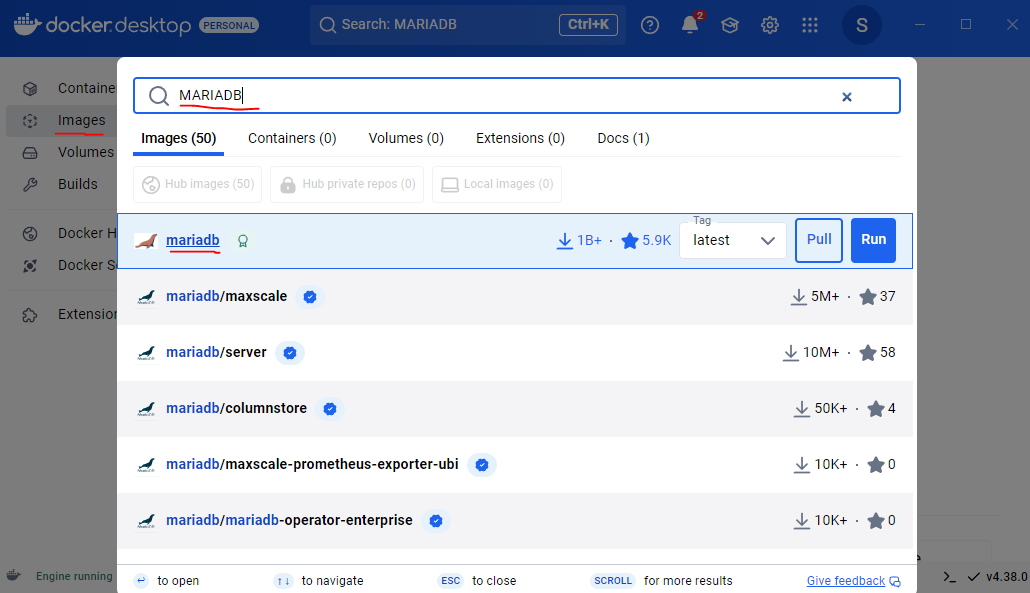 docker.desktop PERSONAL Search: MARIADB Ctrl+K 2 S
MARIADB
Images (50) Containers (0) Volumes (0) Extensions (0) Docs (1)
Hub images (50) Hub private repos (0) Local images (0)
Containe
Images
Volumes
Builds
Docker H
Docker S
Extension
mariadb 1B+ · 5.9K Tag latest Pull Run
mariadb/maxscale 5M+ · 37
mariadb/server 10M+ · 58
mariadb/columnstore 50K+ · 4
mariadb/maxscale-prometheus-exporter-ubi 10K+ · 0
mariadb/mariadb-operator-enterprise 10K+ · 0
↵ to open ↑↓ to navigate ESC to close SCROLL for more results Give feedback
Engine running v4.38.0